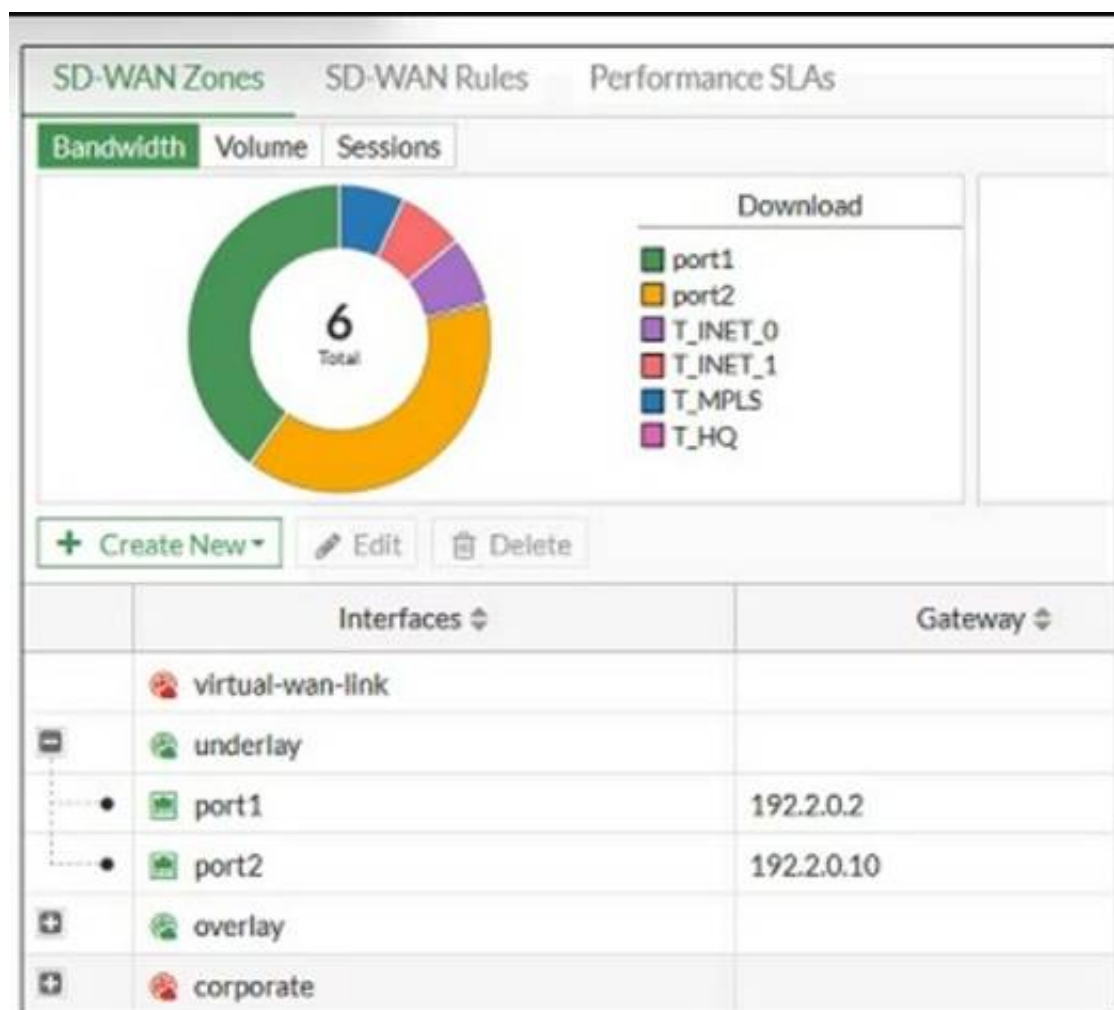 SD-WAN Zones SD-WAN Rules Performance SLAs
Bandwidth Volume Sessions
Download
port1
port2
T_INET_0
T_INET_1
T_MPLS
T_HQ
6
Total
+ Create New Edit Delete
Interfaces Gateway
virtual-wan-link
underlay
port1 192.2.0.2
port2 192.2.0.10
overlay
corporate